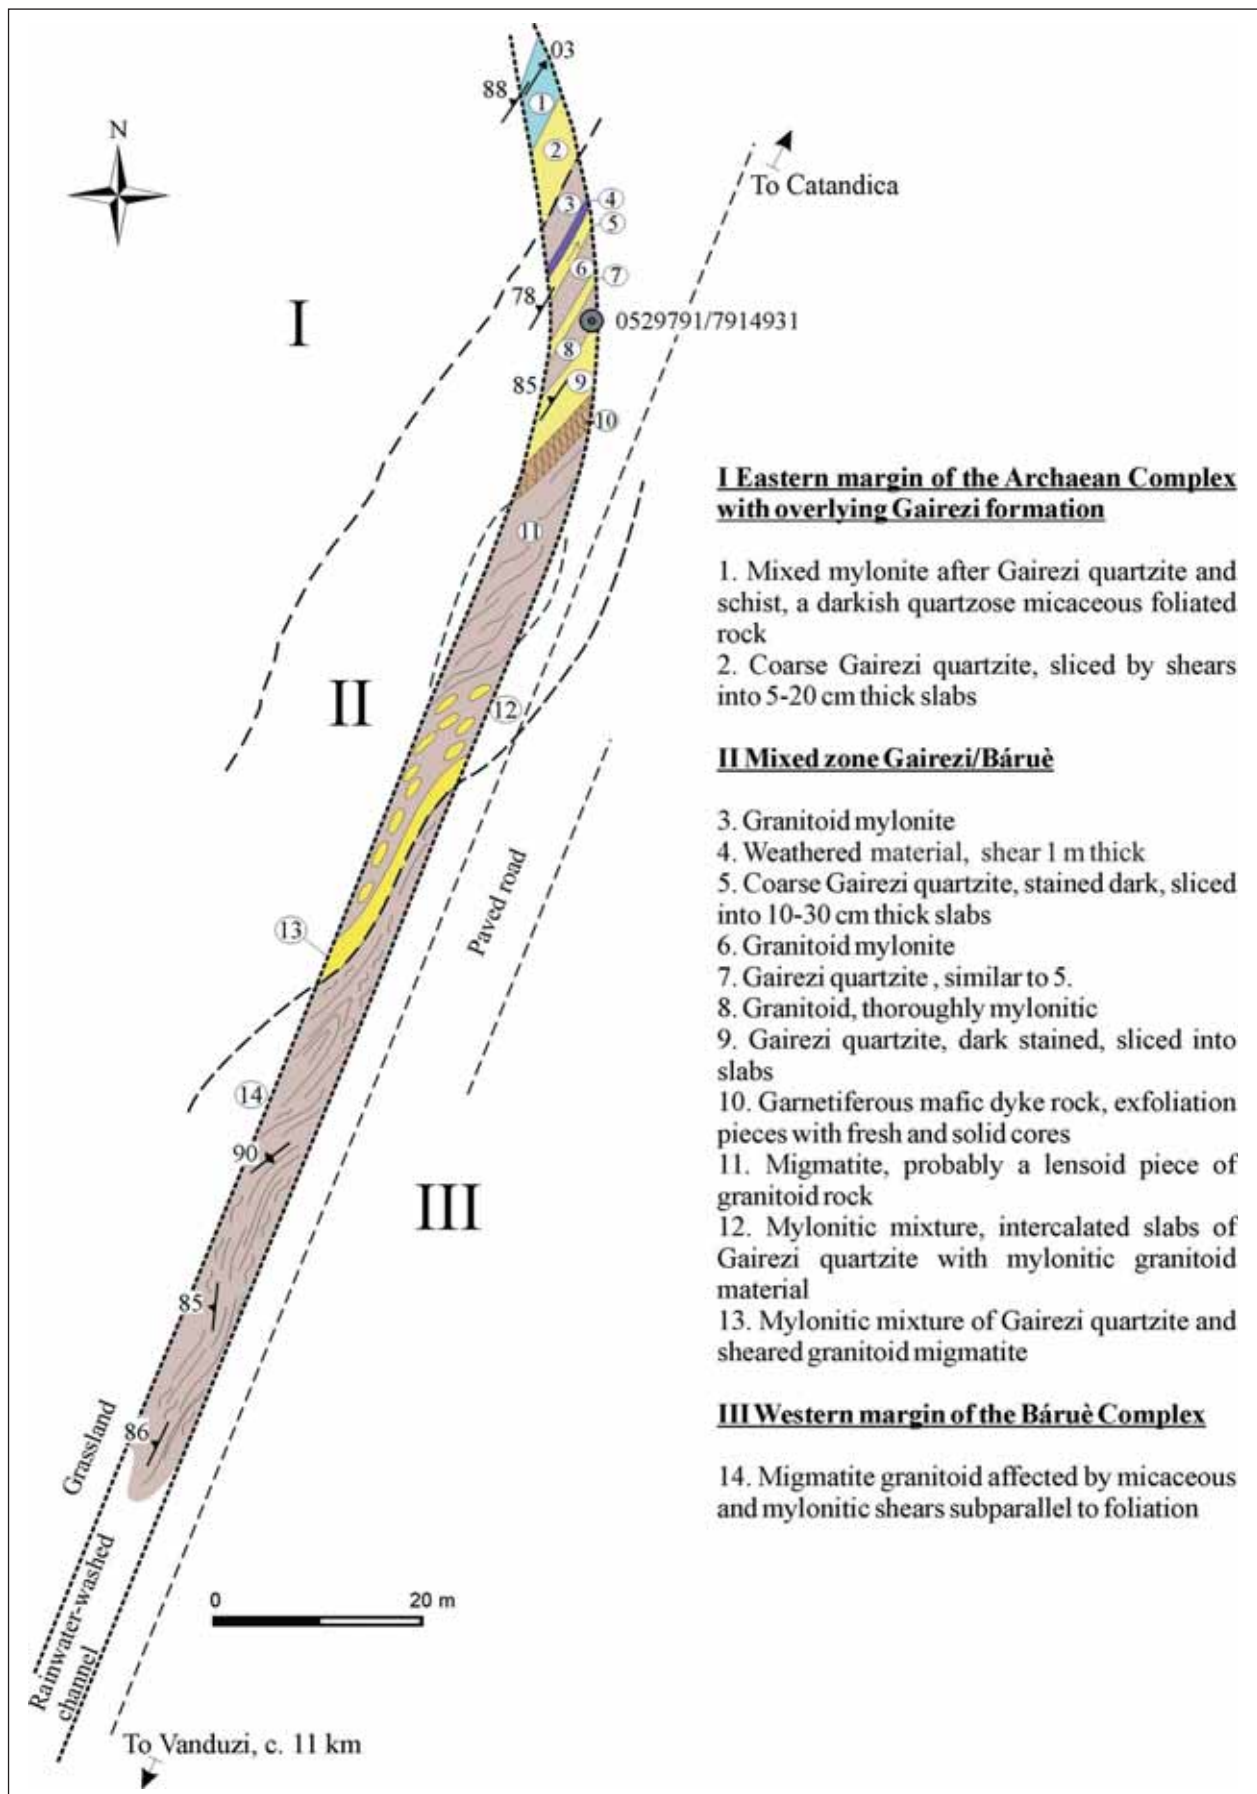 03
88
1
N
2
To Catandica
3
4
5
6
7
78
I
0529791/7914931
8
9
85
10
11
II
12
13
Paved road
14
90
III
85
86
Grassland
Rainwater-washed
channel
0 20 m
To Vanduzi, c. 11 km
I Eastern margin of the Archaean Complex
with overlying Gairezi formation
1. Mixed mylonite after Gairezi quartzite and
schist, a darkish quartzose micaceous foliated
rock
2. Coarse Gairezi quartzite, sliced by shears
into 5-20 cm thick slabs
II Mixed zone Gairezi/Báruè
3. Granitoid mylonite
4. Weathered material, shear 1 m thick
5. Coarse Gairezi quartzite, stained dark, sliced
into 10-30 cm thick slabs
6. Granitoid mylonite
7. Gairezi quartzite , similar to 5.
8. Granitoid, thoroughly mylonitic
9. Gairezi quartzite, dark stained, sliced into
slabs
10. Garnetiferous mafic dyke rock, exfoliation
pieces with fresh and solid cores
11. Migmatite, probably a lensoid piece of
granitoid rock
12. Mylonitic mixture, intercalated slabs of
Gairezi quartzite with mylonitic granitoid
material
13. Mylonitic mixture of Gairezi quartzite and
sheared granitoid migmatite
III Western margin of the Báruè Complex
14. Migmatite granitoid affected by micaceous
and mylonitic shears subparallel to foliation